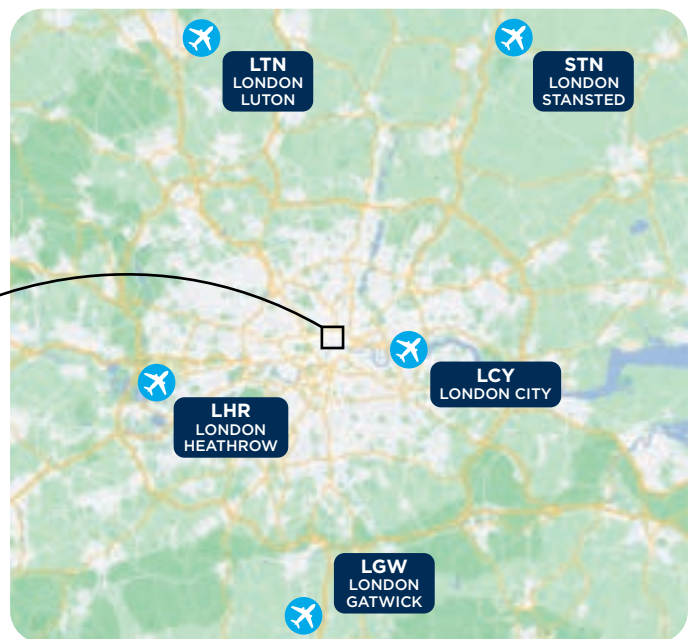 LTN
LONDON
LUTON
STN
LONDON
STANSTED
LCY
LONDON CITY
LHR
LONDON
HEATHROW
LGW
LONDON
GATWICK